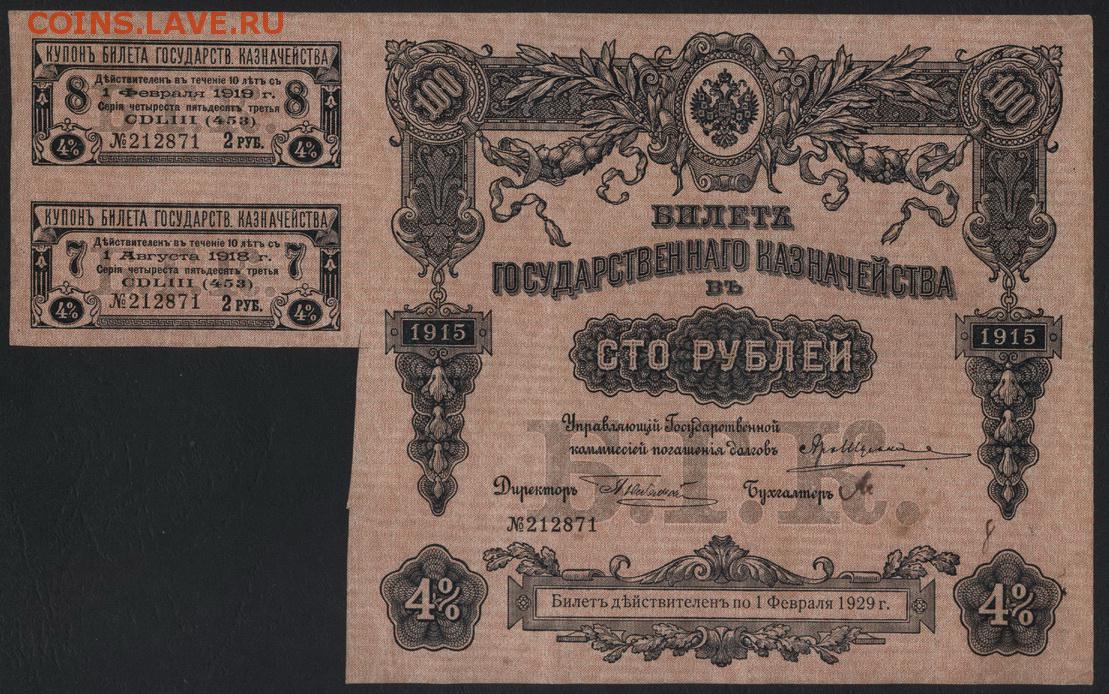 COINS.LAVE.RU
КУПОНЪ БИЛЕТА ГОСУДАРСТВ. КАЗНАЧЕЙСТВА
8 Дѣйствителенъ въ теченіе 10 лѣтъ съ 8
1 Февраля 1919 г.
А Серія четыреста пятьдесятъ третья А
CDLIII (453)
4% №212871 2 РУБ. 4%
КУПОНЪ БИЛЕТА ГОСУДАРСТВ. КАЗНАЧЕЙСТВА
7 Дѣйствителенъ въ теченіе 10 лѣтъ съ 7
1 Августа 1918 г.
А Серія четыреста пятьдесятъ третья А
CDLIII (453)
4% №212871 2 РУБ. 4%
100 100
БИЛЕТЪ
ГОСУДАРСТВЕННАГО КАЗНАЧЕЙСТВА
ВЪ
1915 СТО РУБЛЕЙ 1915
Управляющій Государственной
коммиссіей погашенія долговъ
Б.Г.К.
Директоръ Бухгалтеръ
№212871
8
4% Билетъ дѣйствителенъ по 1 Февраля 1929 г. 4%